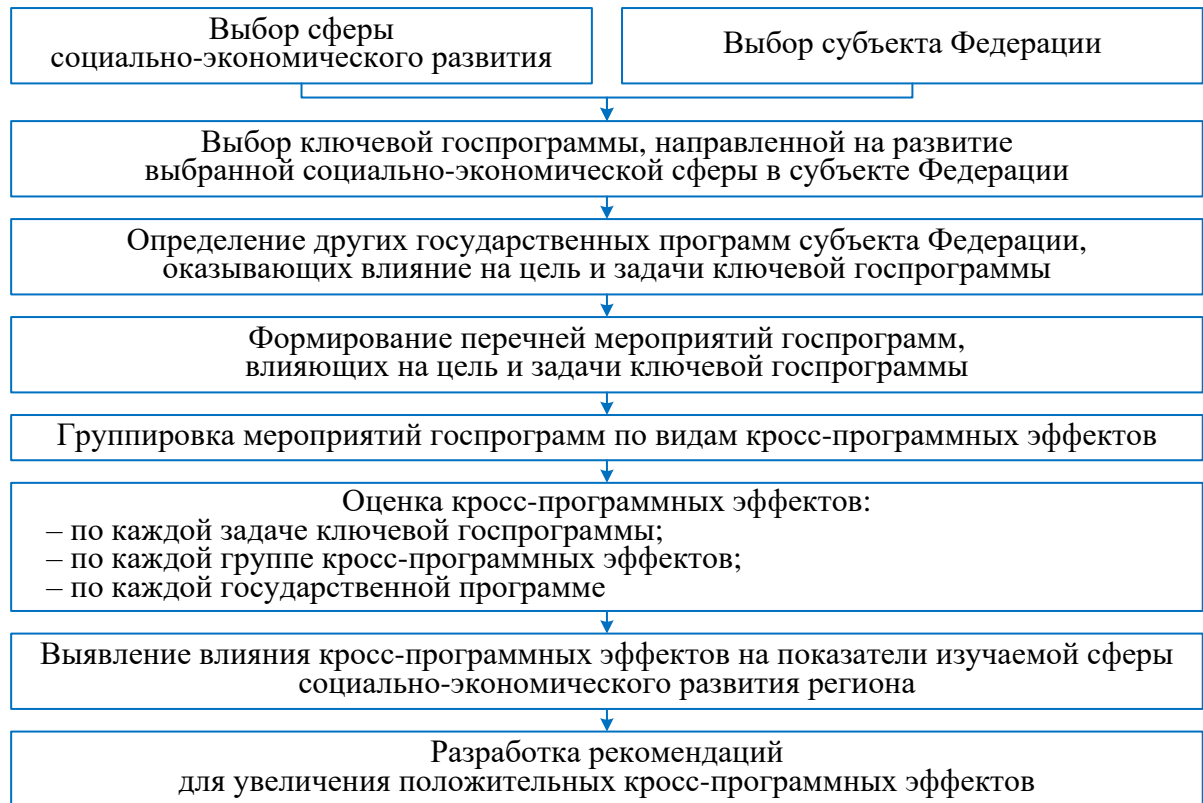 Выбор сферы
социально-экономического развития
Выбор субъекта Федерации
Выбор ключевой госпрограммы, направленной на развитие
выбранной социально-экономической сферы в субъекте Федерации
Определение других государственных программ субъекта Федерации,
оказывающих влияние на цель и задачи ключевой госпрограммы
Формирование перечней мероприятий госпрограмм,
влияющих на цель и задачи ключевой госпрограммы
Группировка мероприятий госпрограмм по видам кросс-программных эффектов
Оценка кросс-программных эффектов:
– по каждой задаче ключевой госпрограммы;
– по каждой группе кросс-программных эффектов;
– по каждой государственной программе
Выявление влияния кросс-программных эффектов на показатели изучаемой сферы
социально-экономического развития региона
Разработка рекомендаций
для увеличения положительных кросс-программных эффектов